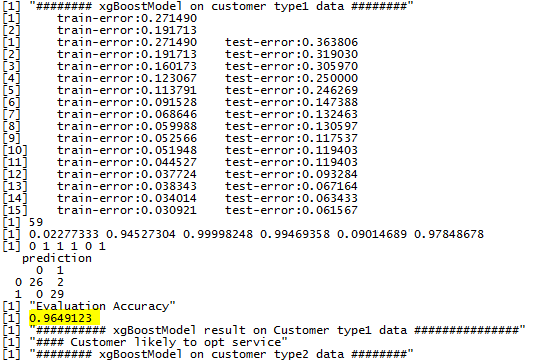 [1] "######## xgBoostModel on customer type1 data ########"
[1] train-error:0.271490
[2] train-error:0.191713
[1] train-error:0.271490 test-error:0.363806
[2] train-error:0.191713 test-error:0.319030
[3] train-error:0.160173 test-error:0.305970
[4] train-error:0.123067 test-error:0.250000
[5] train-error:0.113791 test-error:0.246269
[6] train-error:0.091528 test-error:0.147388
[7] train-error:0.068646 test-error:0.132463
[8] train-error:0.059988 test-error:0.130597
[9] train-error:0.052566 test-error:0.117537
[10] train-error:0.051948 test-error:0.119403
[11] train-error:0.044527 test-error:0.119403
[12] train-error:0.037724 test-error:0.093284
[13] train-error:0.038343 test-error:0.067164
[14] train-error:0.034014 test-error:0.063433
[15] train-error:0.030921 test-error:0.061567
[1] 59
[1] 0.02277333 0.94527304 0.99998248 0.99469358 0.09014689 0.97848678
[1] 0 1 1 1 0 1
prediction
0 1
0 26 2
1 0 29
[1] "Evaluation Accuracy"
[1] 0.9649123
[1] "########## xgBoostModel result on Customer type1 data ###############"
[1] "#### Customer likely to opt service"
[1] "######## xgBoostModel on customer type2 data ########"